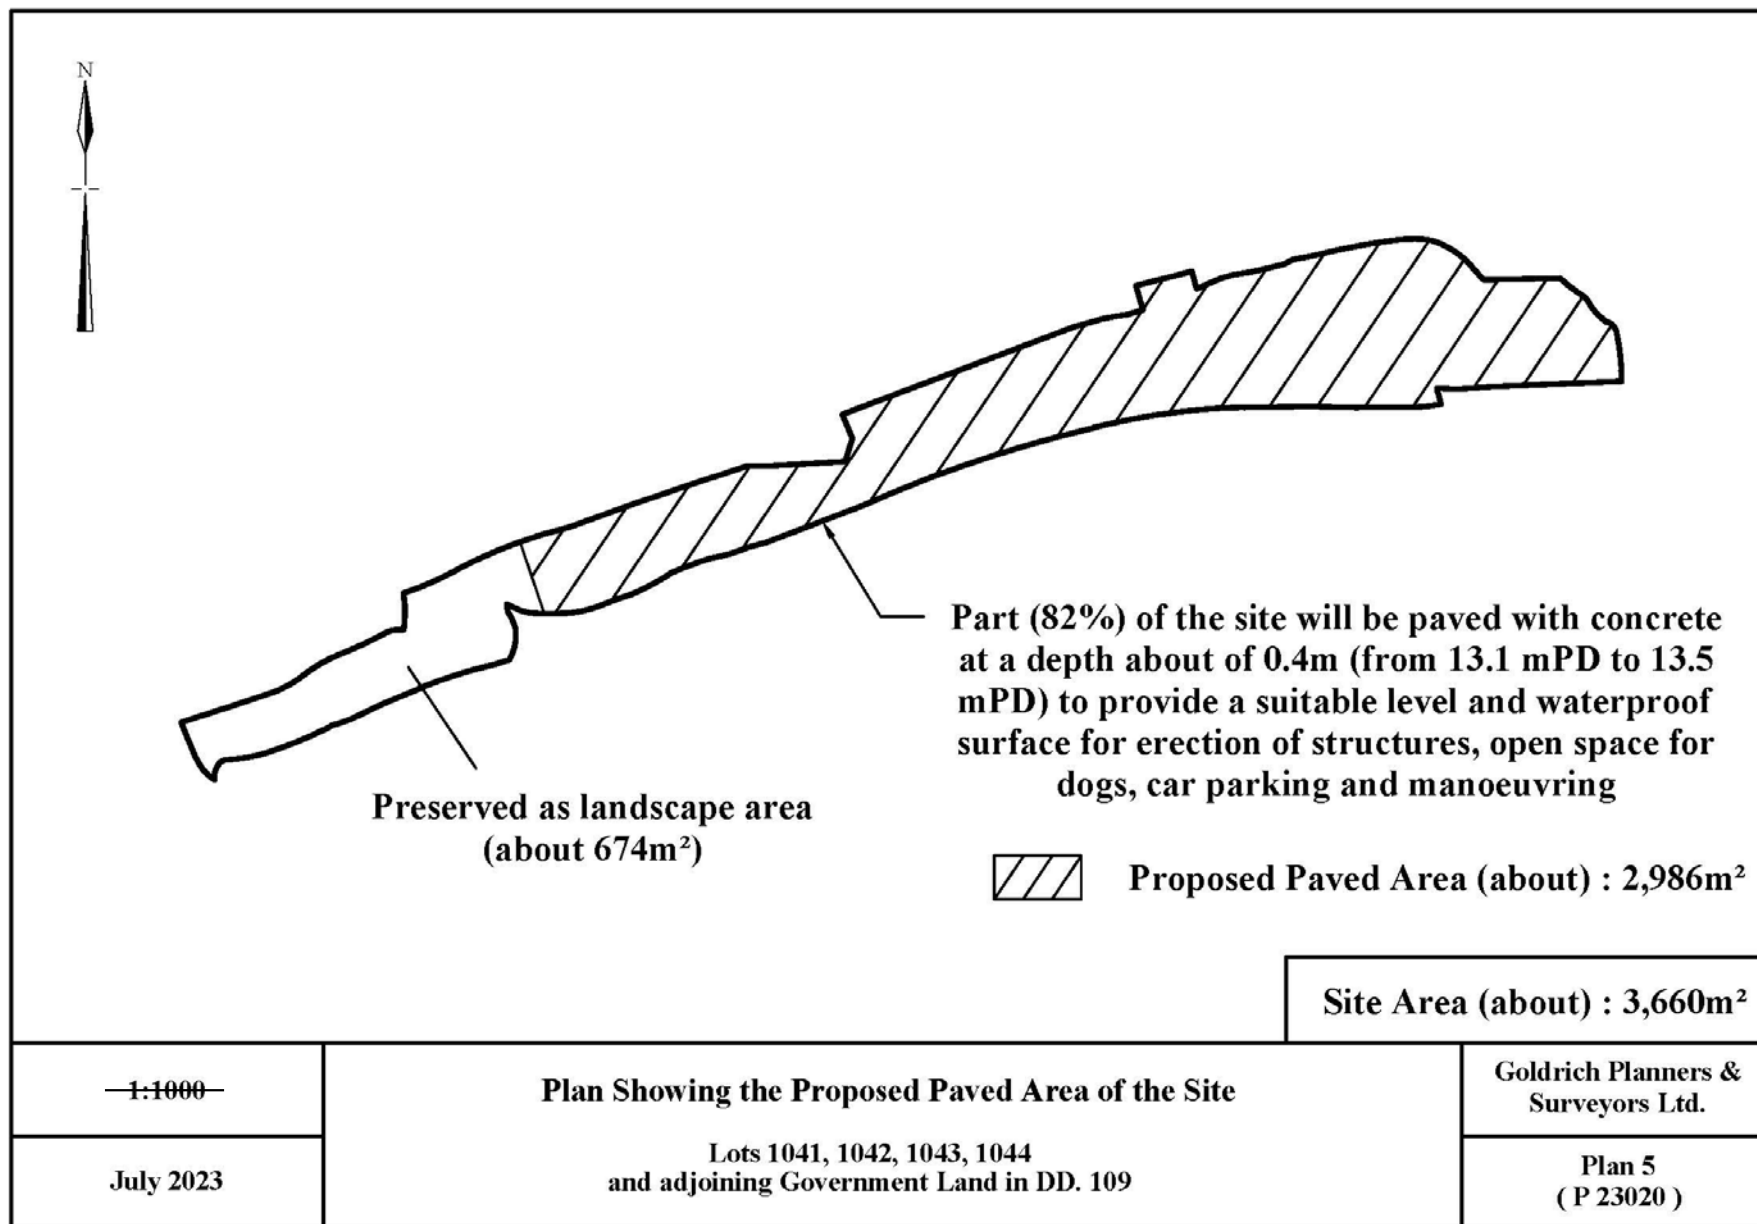 N
Part (82%) of the site will be paved with concrete
at a depth about of 0.4m (from 13.1 mPD to 13.5
mPD) to provide a suitable level and waterproof
surface for erection of structures, open space for
dogs, car parking and manoeuvring
Preserved as landscape area
(about 674m²)
Proposed Paved Area (about) : 2,986m²
Site Area (about) : 3,660m²
1:1000
Plan Showing the Proposed Paved Area of the Site
Goldrich Planners &
Surveyors Ltd.
July 2023
Lots 1041, 1042, 1043, 1044
and adjoining Government Land in DD. 109
Plan 5
( P 23020 )